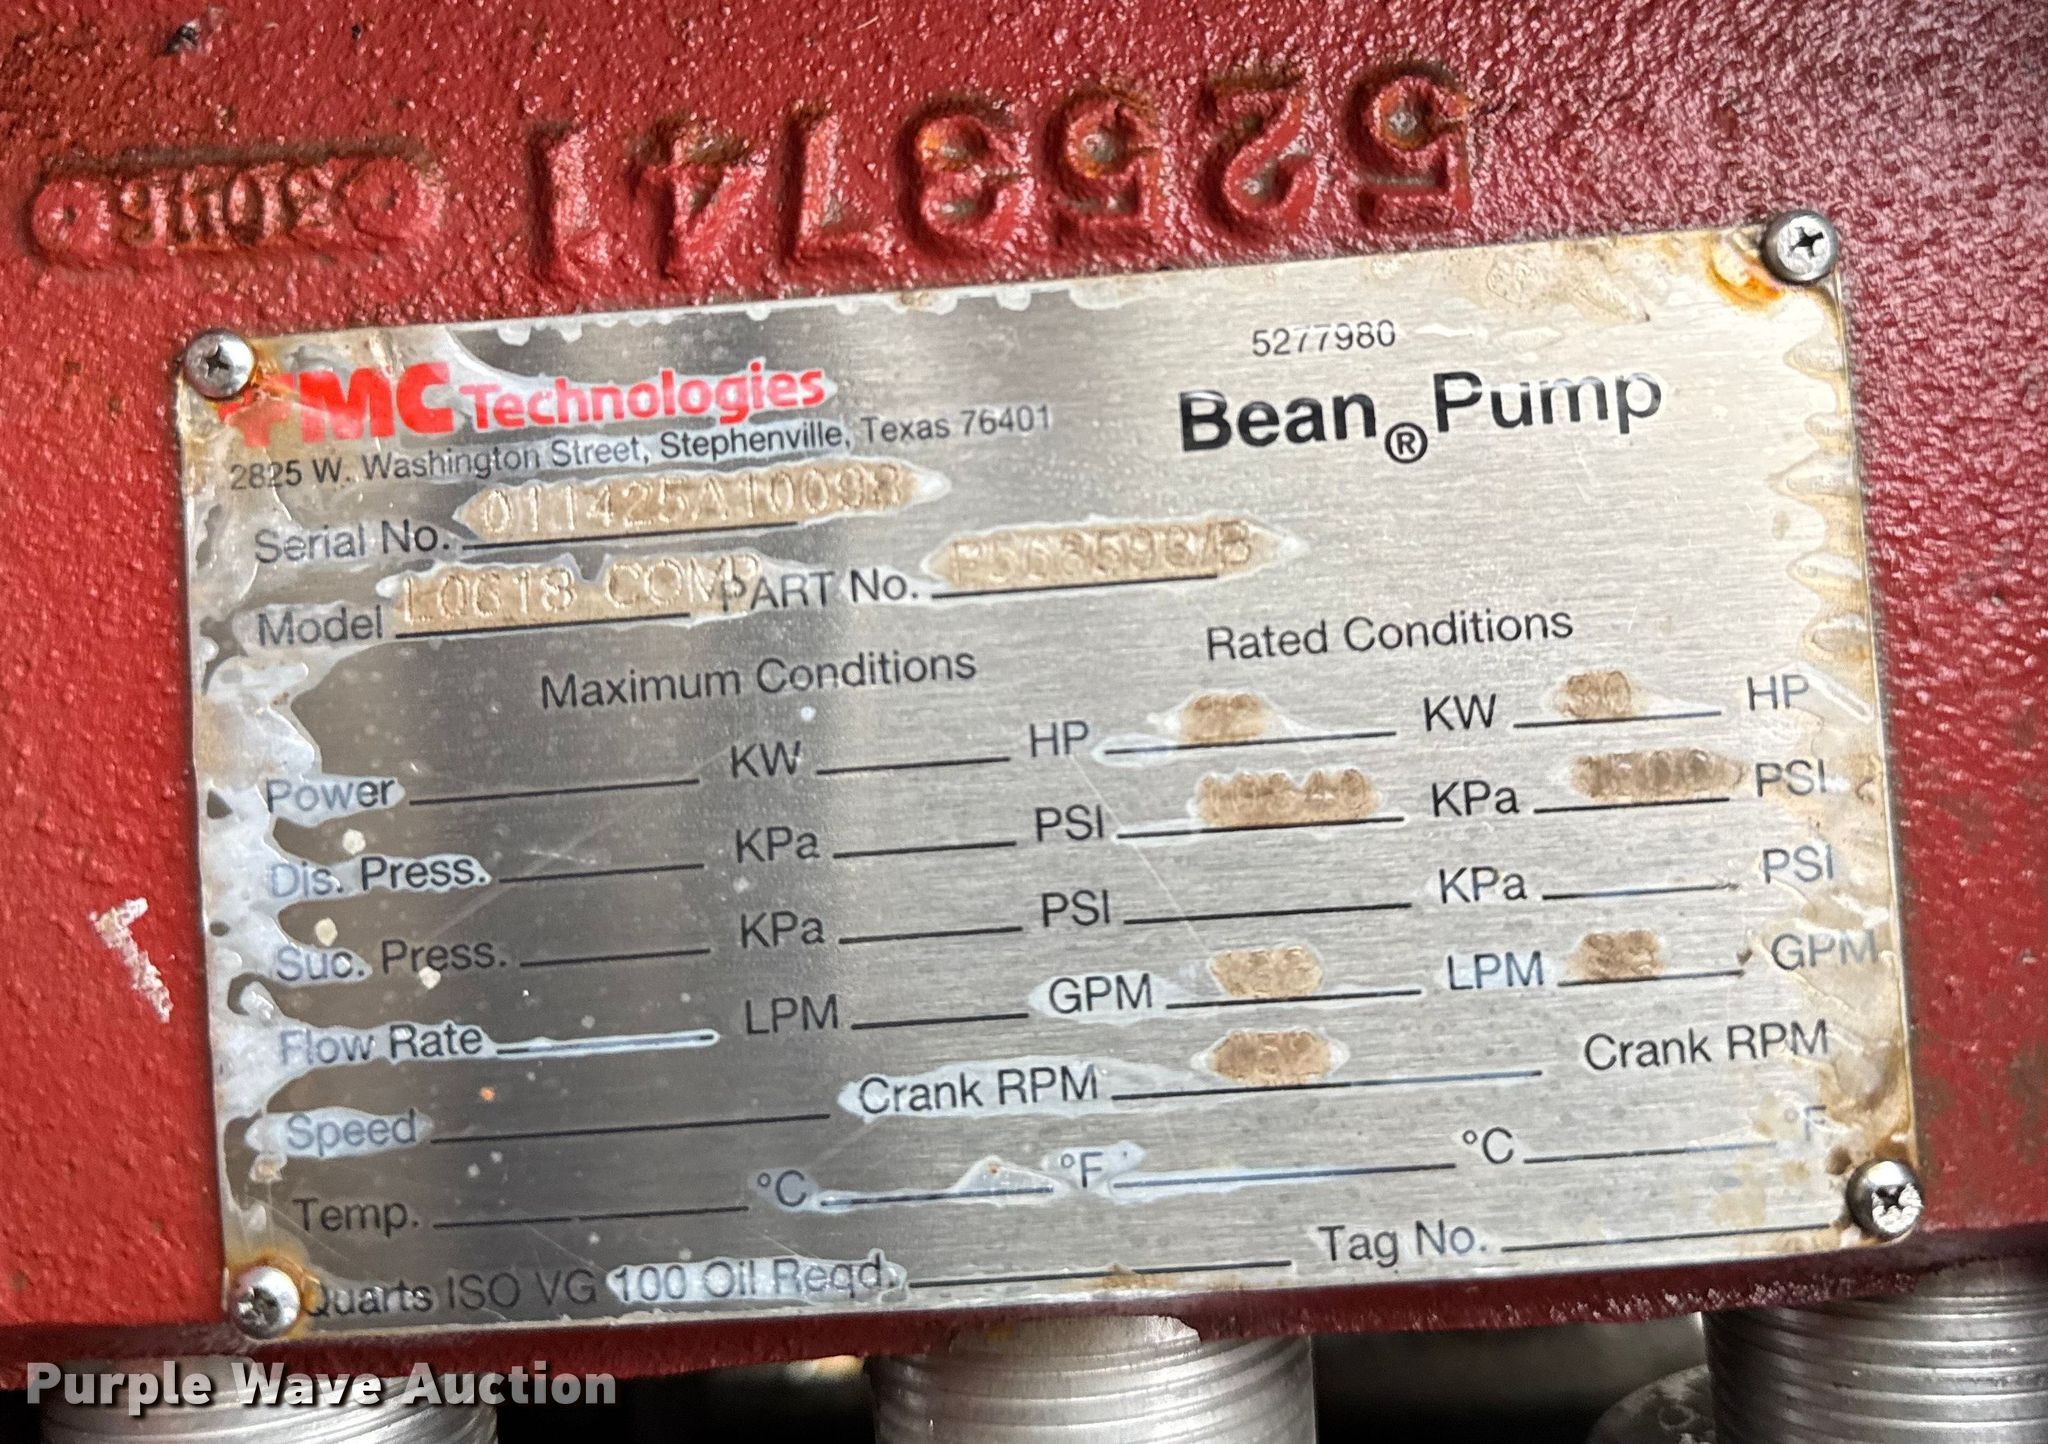 5253741
FMC Technologies
2825 W. Washington Street, Stephenville, Texas 76401
5277980
Bean® Pump
Serial No. 011425A10098
Model L0618 COMP PART No.
Maximum Conditions Rated Conditions
Power KW HP KW HP
Dis. Press. KPa PSI KPa PSI
Suc. Press. KPa PSI KPa PSI
Flow Rate LPM GPM LPM GPM
Speed Crank RPM Crank RPM
Temp. °C °F °C °F
Quarts ISO VG 100 Oil Reqd. Tag No.
Purple Wave Auction